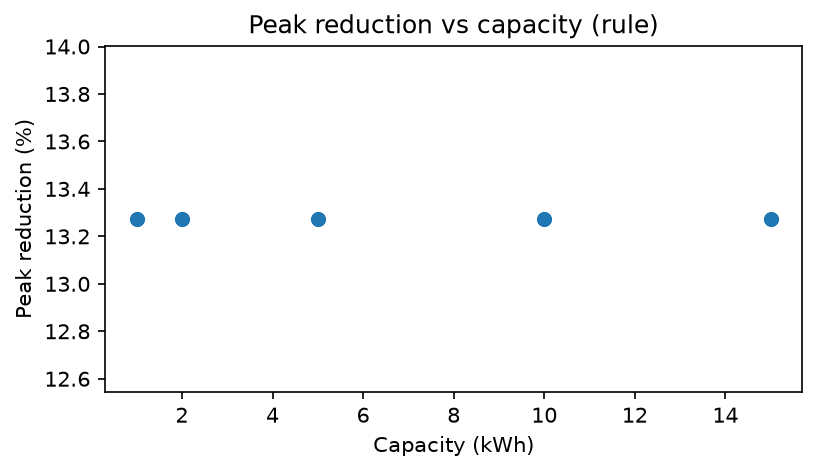 Peak reduction vs capacity (rule)
Peak reduction (%)
14.0
13.8
13.6
13.4
13.2
13.0
12.8
12.6
2 4 6 8 10 12 14
Capacity (kWh)